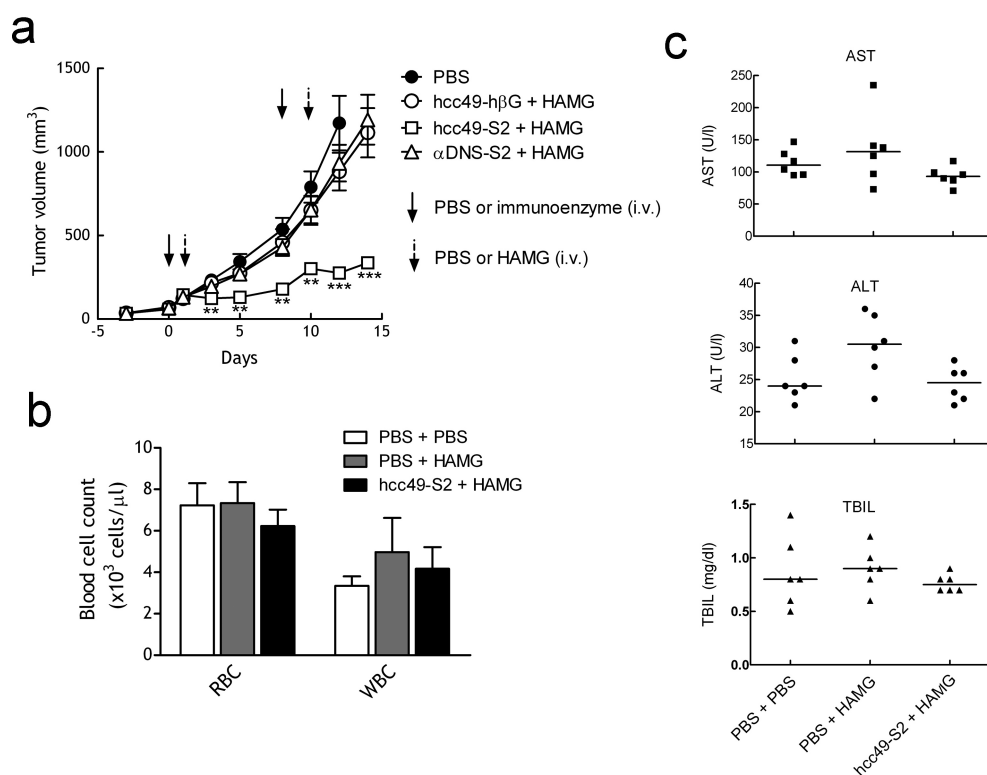 a
1500
1000
500
0
-5
0
5
10
15
Tumor volume (mm³)
Days
i
i
**
**
**
**
***
***
PBS
hcc49-hβG + HAMG
hcc49-S2 + HAMG
αDNS-S2 + HAMG
PBS or immunoenzyme (i.v.)
i
PBS or HAMG (i.v.)
b
10
8
6
4
2
0
Blood cell count
(x10³ cells/μl)
RBC
WBC
PBS + PBS
PBS + HAMG
hcc49-S2 + HAMG
c
AST
250
200
150
100
50
0
AST (U/l)
ALT
40
35
30
25
20
15
ALT (U/l)
TBIL
1.5
1.0
0.5
0.0
TBIL (mg/dl)
PBS + PBS
PBS + HAMG
hcc49-S2 + HAMG